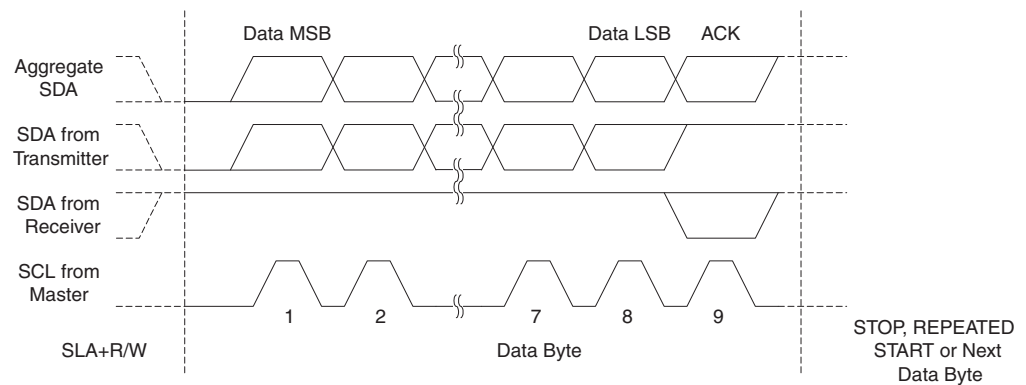 Data MSB
Data LSB
ACK
Aggregate
SDA
SDA from
Transmitter
SDA from
Receiver
SCL from
Master
1
2
7
8
9
SLA+R/W
Data Byte
STOP, REPEATED
START or Next
Data Byte